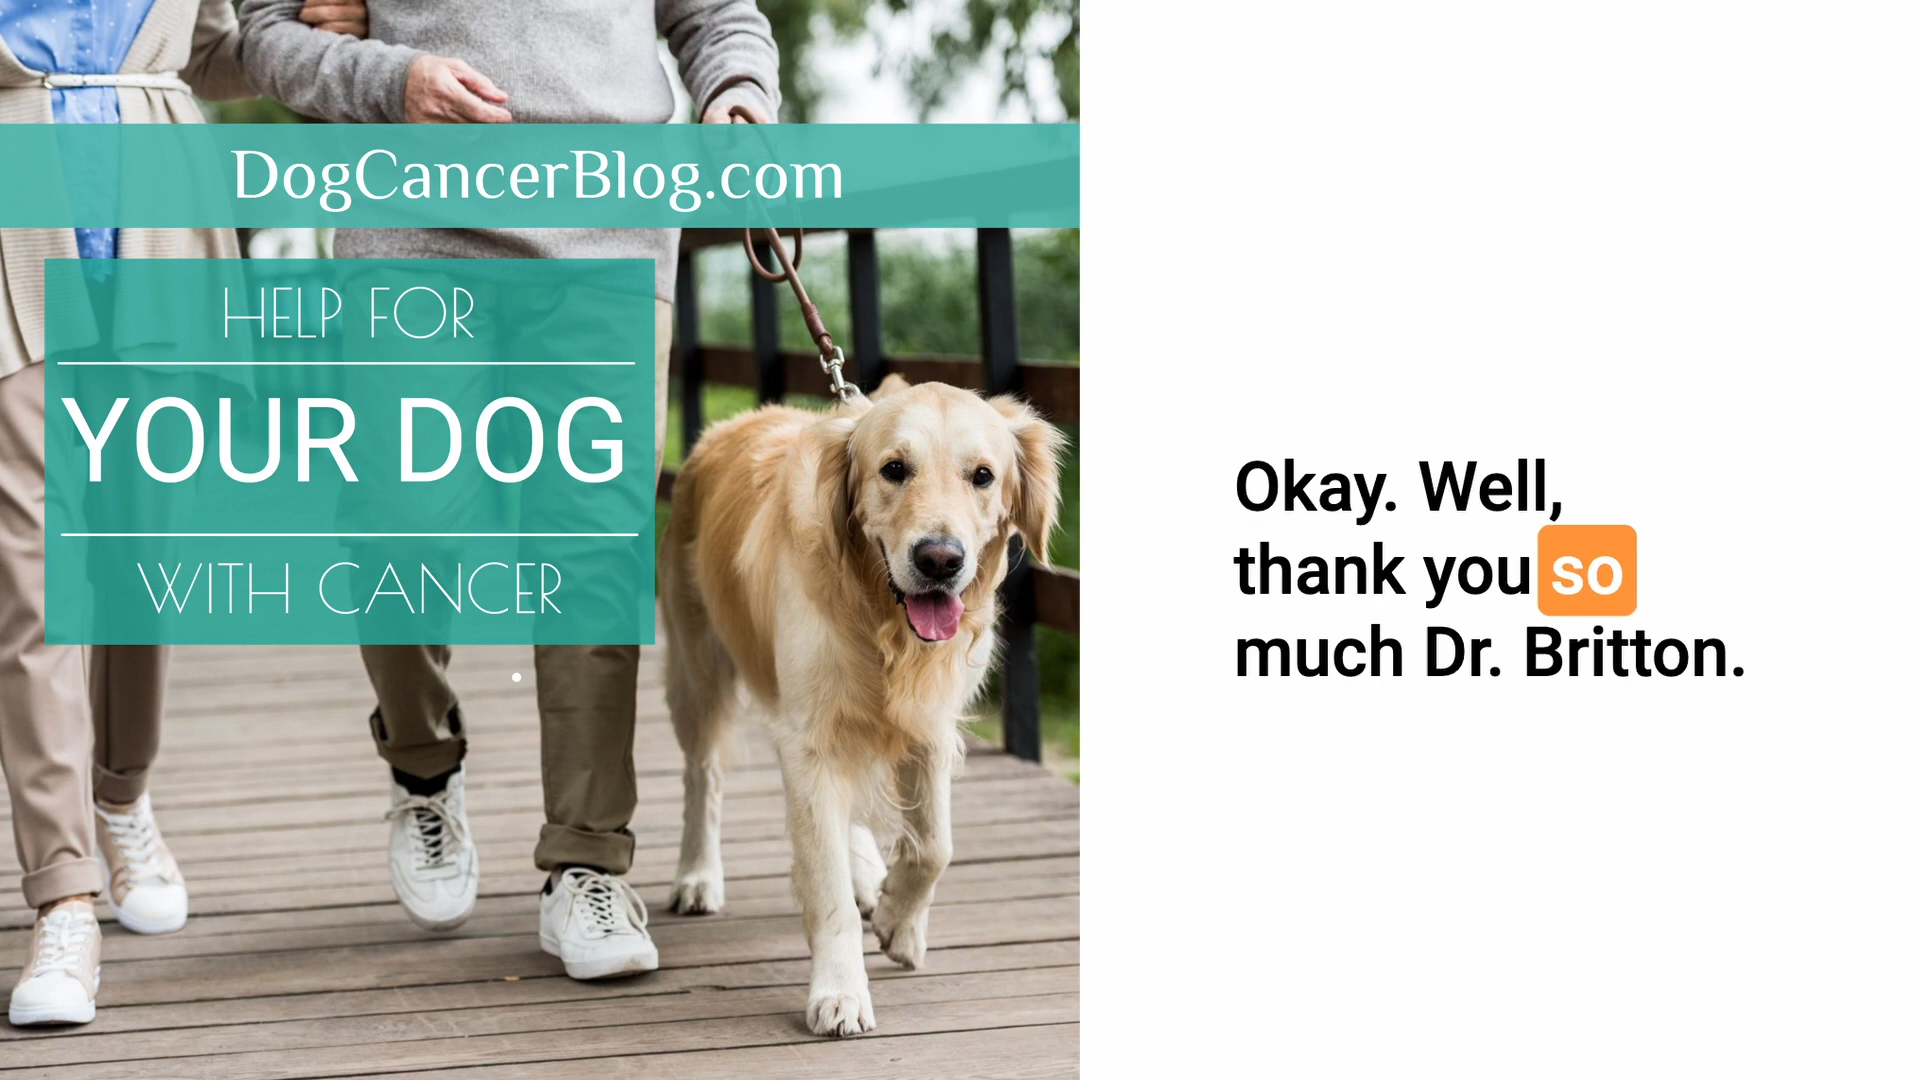 DogCancerBlog.com
HELP FOR
YOUR DOG
WITH CANCER
Okay. Well,
thank you so
much Dr. Britton.